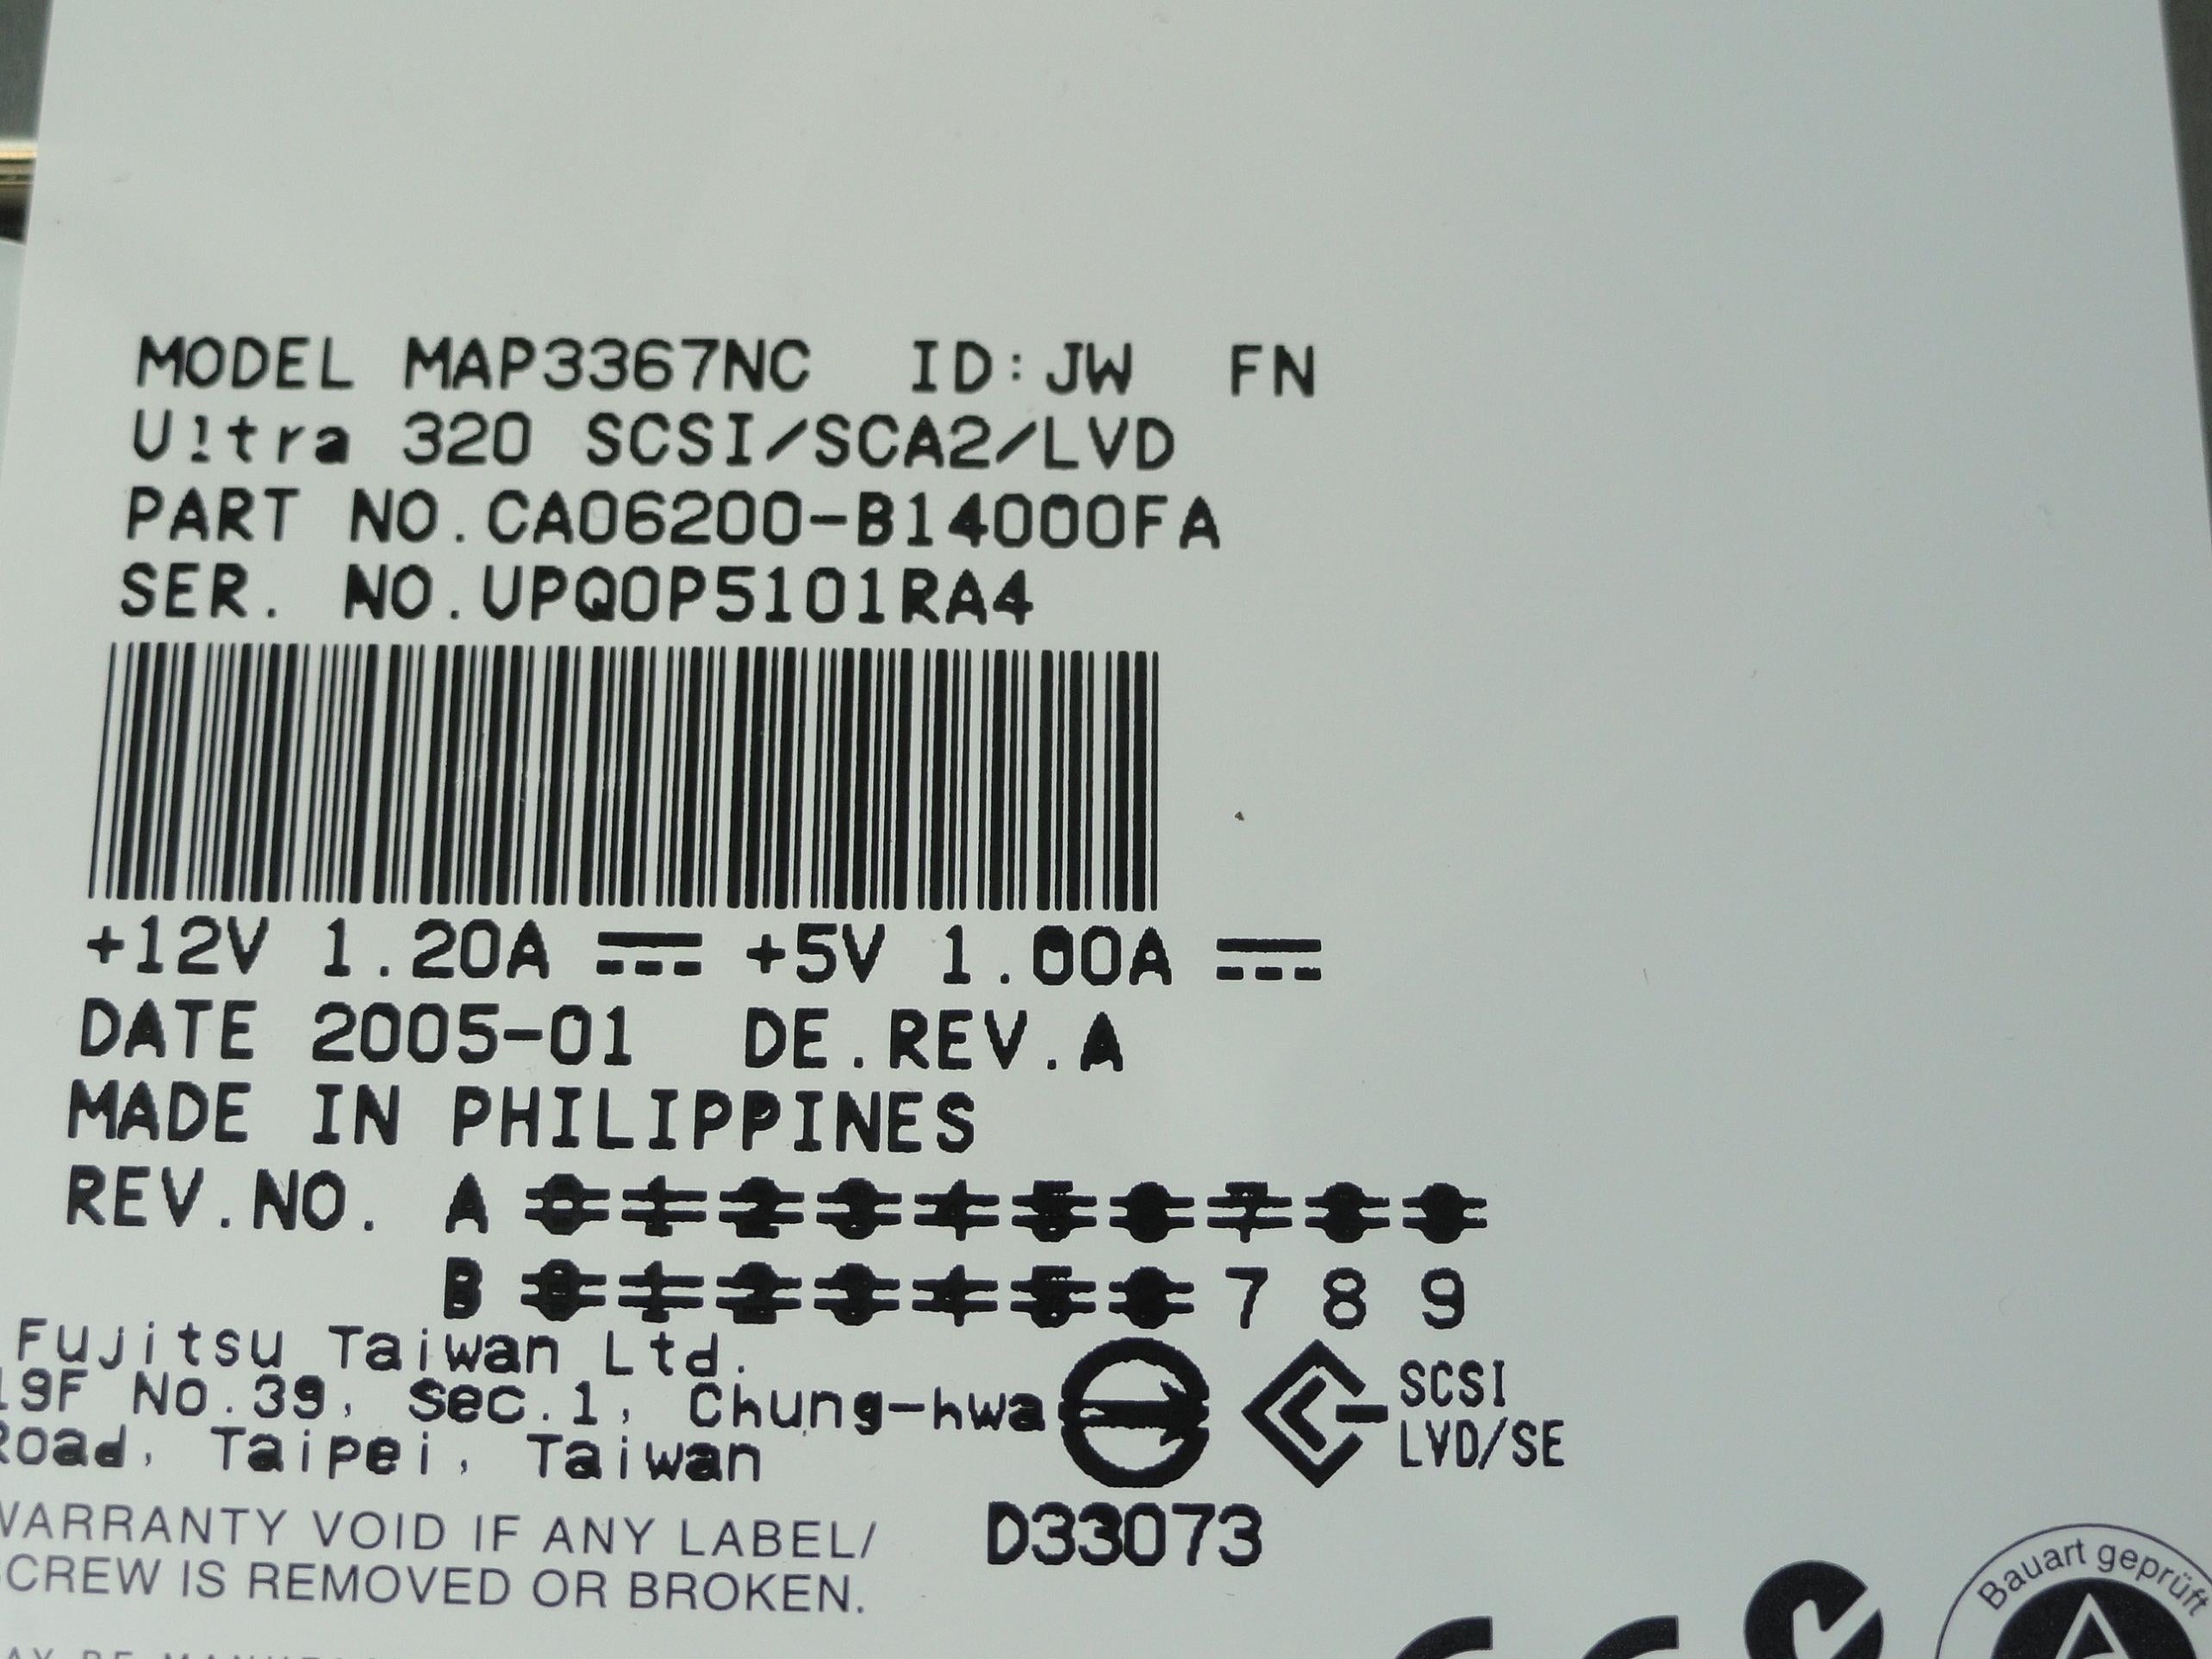 MODEL MAP3367NC ID:JW FN
Ultra 320 SCSI/SCA2/LVD
PART NO.CA06200-B14000FA
SER. NO.UPQ0P5101RA4
+12V 1.20A +5V 1.00A
DATE 2005-01 DE.REV.A
MADE IN PHILIPPINES
REV.NO. A 0 1 2 3 4 5 6 7 8 9
B 0 1 2 3 4 5 6 7 8 9
Fujitsu Taiwan Ltd.
19F No.39, Sec.1, Chung-hwa
Road, Taipei, Taiwan
SCSI
LVD/SE
D33073
WARRANTY VOID IF ANY LABEL/
SCREW IS REMOVED OR BROKEN.
Bauart geprüft